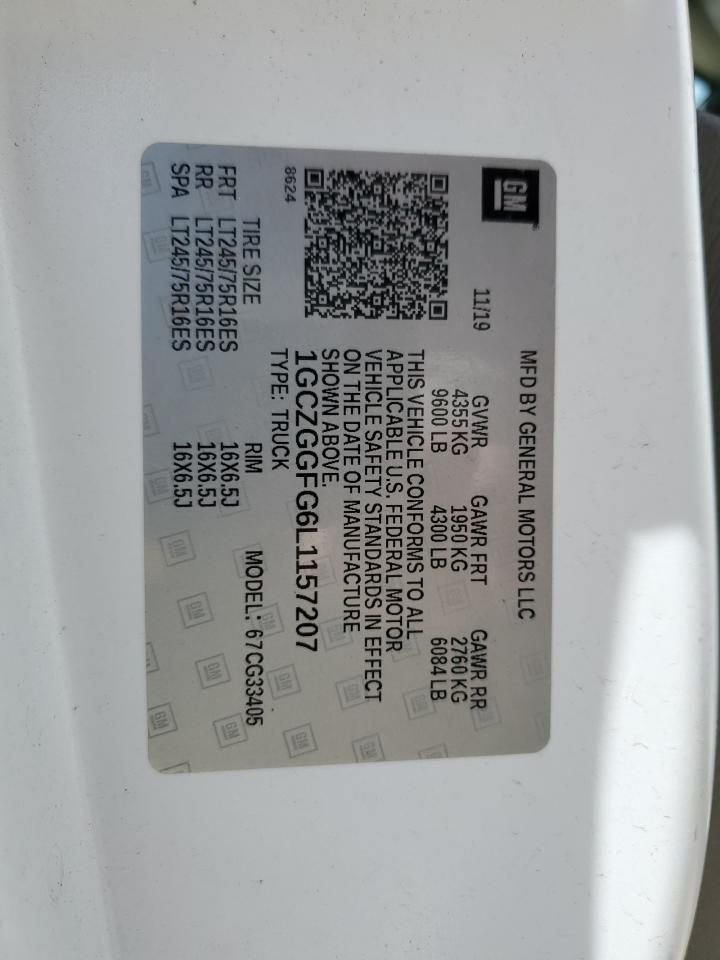 GM
MFD BY GENERAL MOTORS LLC
11/19
GVWR GAWR FRT GAWR RR
4355 KG 1950 KG 2760 KG
9600 LB 4300 LB 6084 LB
THIS VEHICLE CONFORMS TO ALL
APPLICABLE U.S. FEDERAL MOTOR
VEHICLE SAFETY STANDARDS IN EFFECT
ON THE DATE OF MANUFACTURE
SHOWN ABOVE.
1GCZGGFG6L1157207
8624
TYPE: TRUCK
TIRE SIZE RIM MODEL: 67CG33405
FRT LT245/75R16ES 16X6.5J
RR LT245/75R16ES 16X6.5J
SPA LT245/75R16ES 16X6.5J